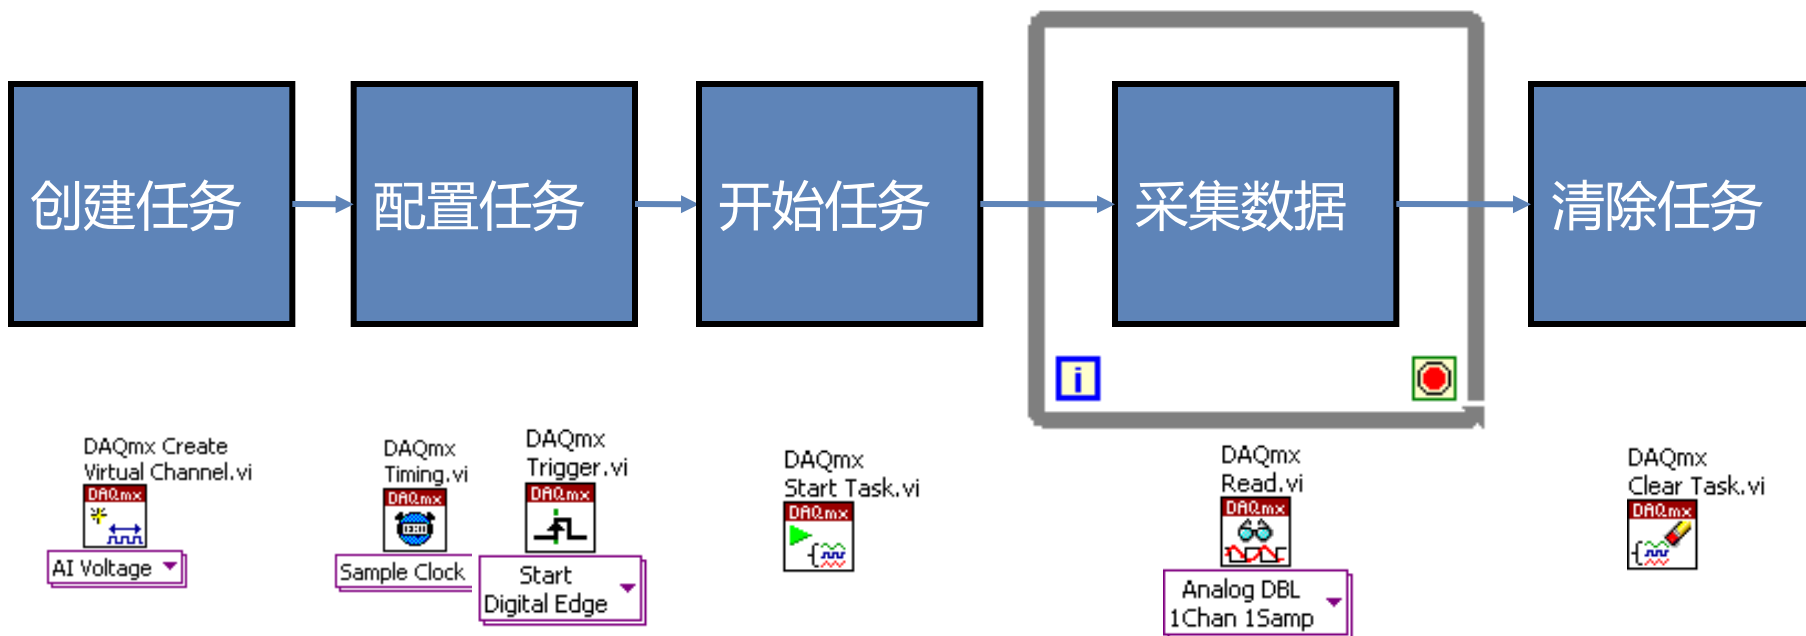 创建任务
配置任务
开始任务
采集数据
清除任务
i
DAQmx Create
Virtual Channel.vi
DAQmx
AI Voltage
DAQmx
Timing.vi
DAQmx
Sample Clock
DAQmx
Trigger.vi
DAQmx
Start
Digital Edge
DAQmx
Start Task.vi
DAQmx
DAQmx
Read.vi
DAQmx
Analog DBL
1Chan 1Samp
DAQmx
Clear Task.vi
DAQmx